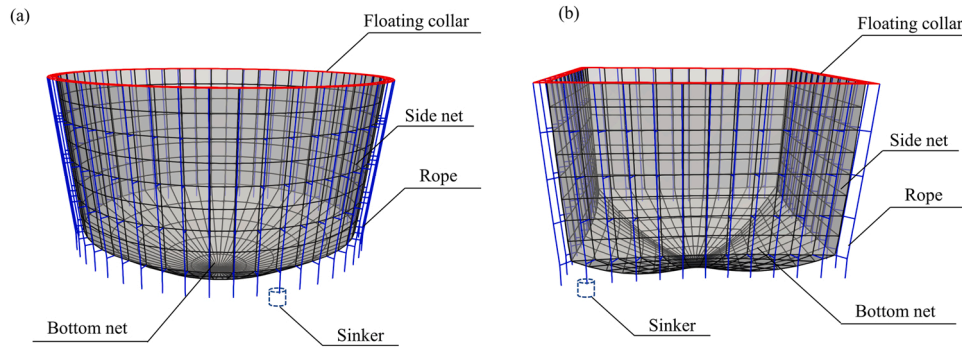 (a)
Floating collar
Side net
Rope
Bottom net
Sinker
(b)
Floating collar
Side net
Rope
Bottom net
Sinker